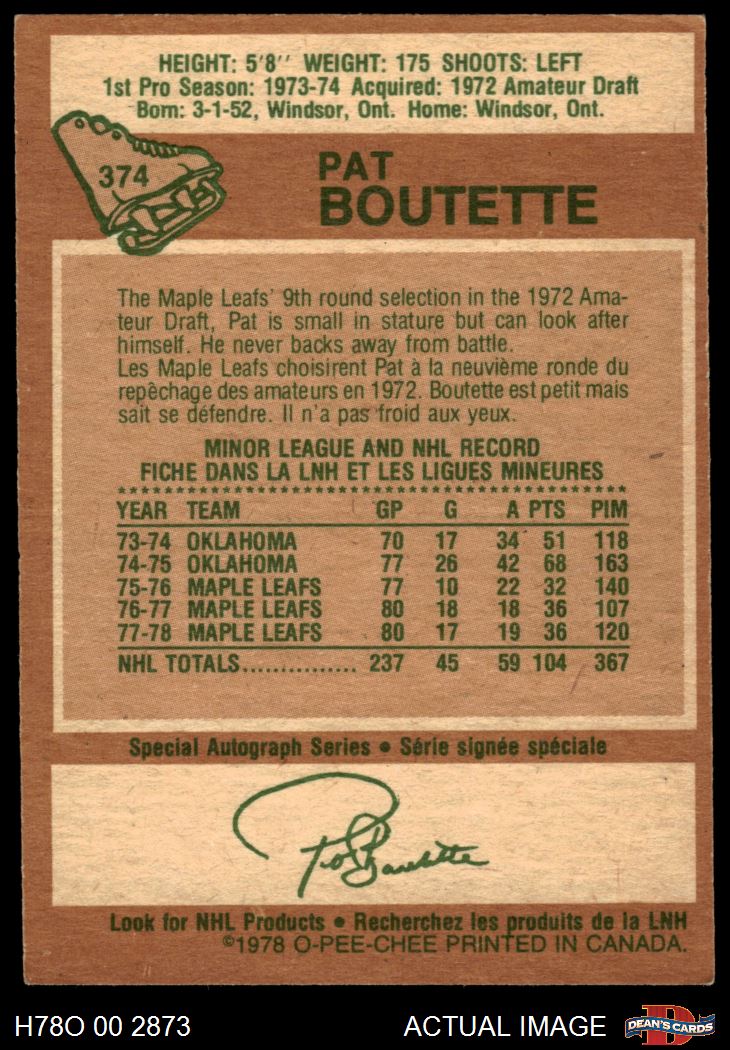 HEIGHT: 5'8'' WEIGHT: 175 SHOOTS: LEFT
1st Pro Season: 1973-74 Acquired: 1972 Amateur Draft
Born: 3-1-52, Windsor, Ont. Home: Windsor, Ont.
374
PAT
BOUTETTE
The Maple Leafs' 9th round selection in the 1972 Ama-
teur Draft, Pat is small in stature but can look after
himself. He never backs away from battle.
Les Maple Leafs choisirent Pat à la neuvième ronde du
repêchage des amateurs en 1972. Boutette est petit mais
sait se défendre. Il n'a pas froid aux yeux.
MINOR LEAGUE AND NHL RECORD
FICHE DANS LA LNH ET LES LIGUES MINEURES
YEAR TEAM GP G A PTS PIM
73-74 OKLAHOMA 70 17 34 51 118
74-75 OKLAHOMA 77 26 42 68 163
75-76 MAPLE LEAFS 77 10 22 32 140
76-77 MAPLE LEAFS 80 18 18 36 107
77-78 MAPLE LEAFS 80 17 19 36 120
NHL TOTALS................ 237 45 59 104 367
Special Autograph Series • Série signée spéciale
Pat Boutette
Look for NHL Products • Recherchez les produits de la LNH
©1978 O-PEE-CHEE PRINTED IN CANADA.
H78O 00 2873 ACTUAL IMAGE
D
DEAN'S CARDS